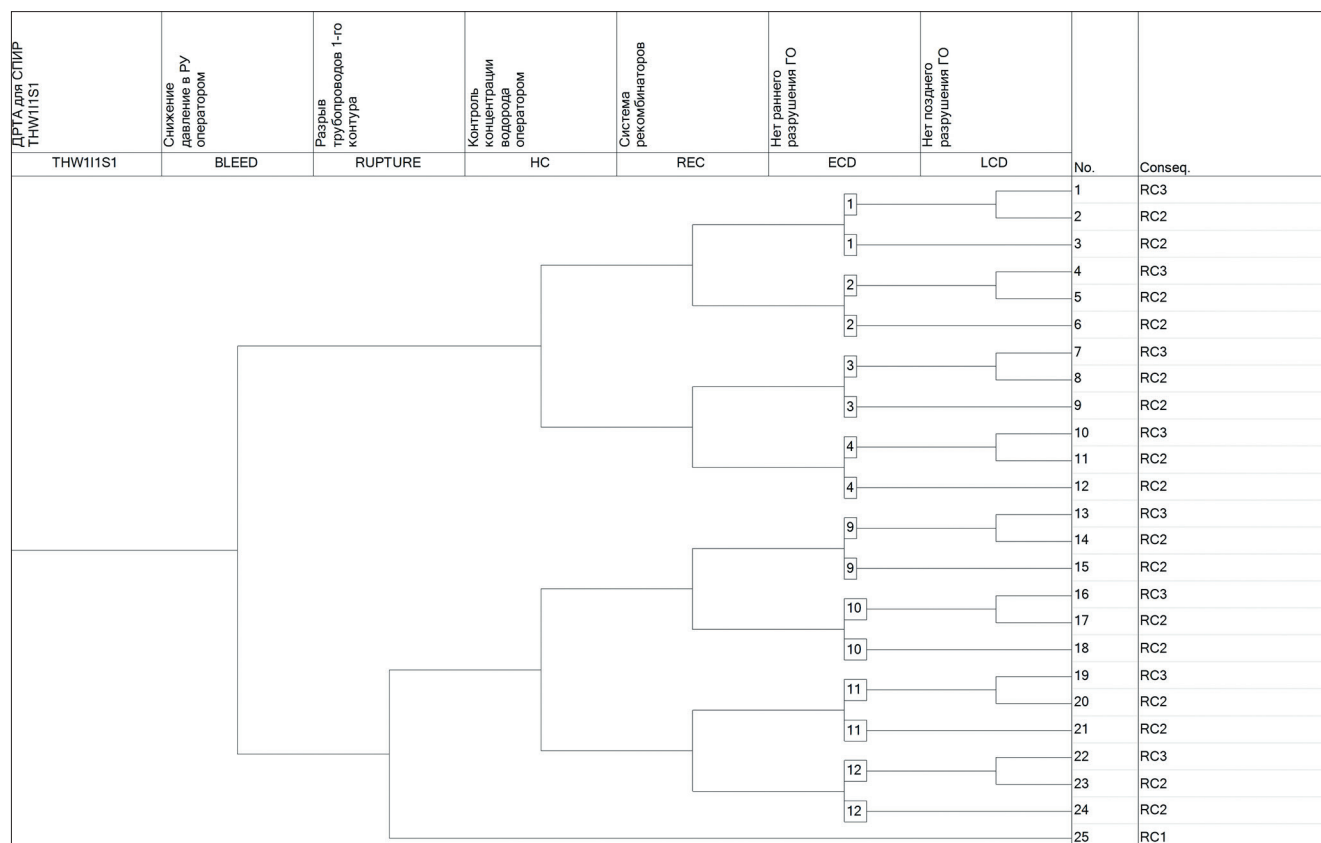 ДРТА для СПИР
THW1I1S1
Снижение
давление в РУ
оператором
Разрыв
трубопроводов 1-го
контура
Контроль
концентрации
водорода
оператором
Система
рекомбинаторов
Нет раннего
разрушения ГО
Нет позднего
разрушения ГО
THW1I1S1 BLEED RUPTURE HC REC ECD LCD No. Conseq.
1 1 RC3
2 RC2
1 3 RC2
2 4 RC3
5 RC2
2 6 RC2
3 7 RC3
8 RC2
3 9 RC2
4 10 RC3
11 RC2
4 12 RC2
9 13 RC3
14 RC2
9 15 RC2
10 16 RC3
17 RC2
10 18 RC2
11 19 RC3
20 RC2
11 21 RC2
12 22 RC3
23 RC2
12 24 RC2
25 RC1